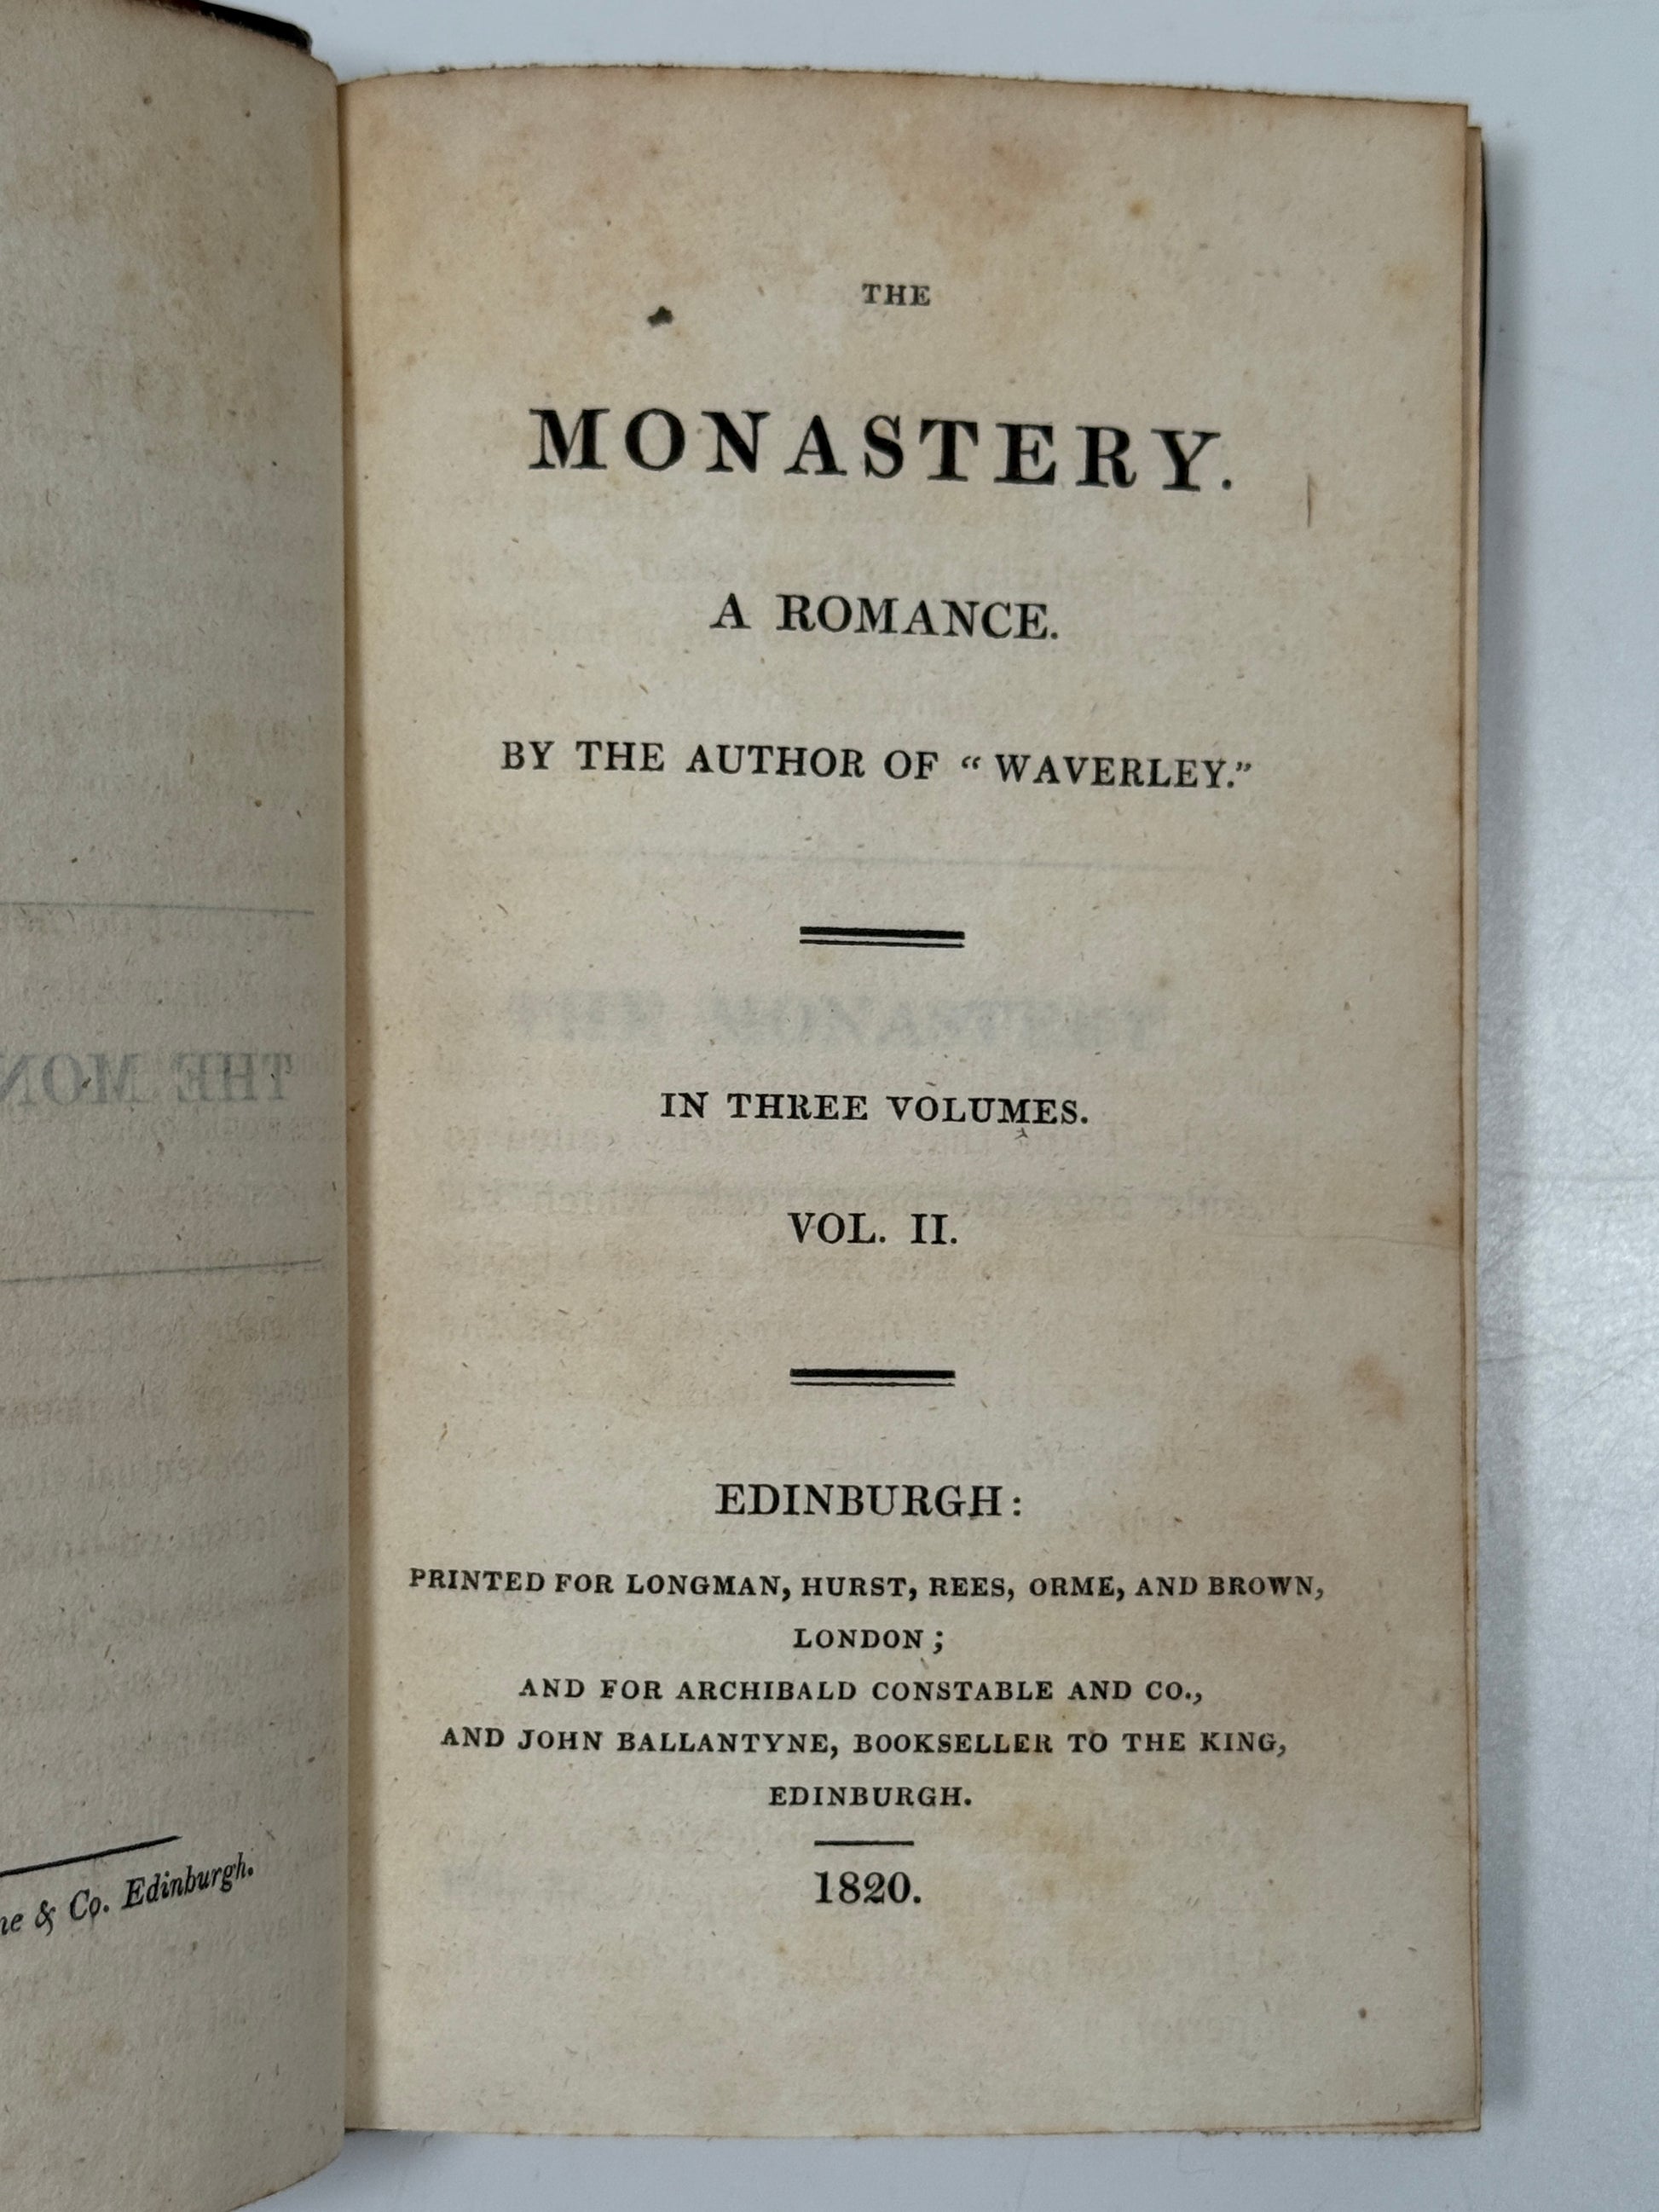 THE
MONASTERY.
A ROMANCE.
BY THE AUTHOR OF “ WAVERLEY.”
IN THREE VOLUMES.
VOL. II.
EDINBURGH:
PRINTED FOR LONGMAN, HURST, REES, ORME, AND BROWN,
LONDON;
AND FOR ARCHIBALD CONSTABLE AND CO.,
AND JOHN BALLANTYNE, BOOKSELLER TO THE KING,
EDINBURGH.
1820.
& Co. Edinburgh.